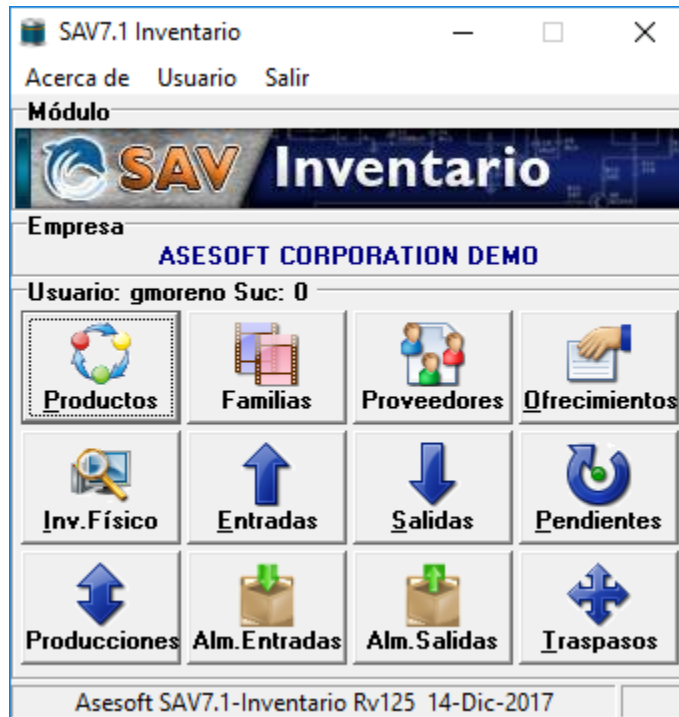 SAV7.1 Inventario
Acerca de Usuario Salir
Módulo
SAV Inventario
Empresa
ASESOFT CORPORATION DEMO
Usuario: gmoreno Suc: 0
Productos Familias Proveedores Ofrecimientos
Inv.Físico Entradas Salidas Pendientes
Producciones Alm.Entradas Alm.Salidas Traspasos
Asesoft SAV7.1-Inventario Rv125 14-Dic-2017